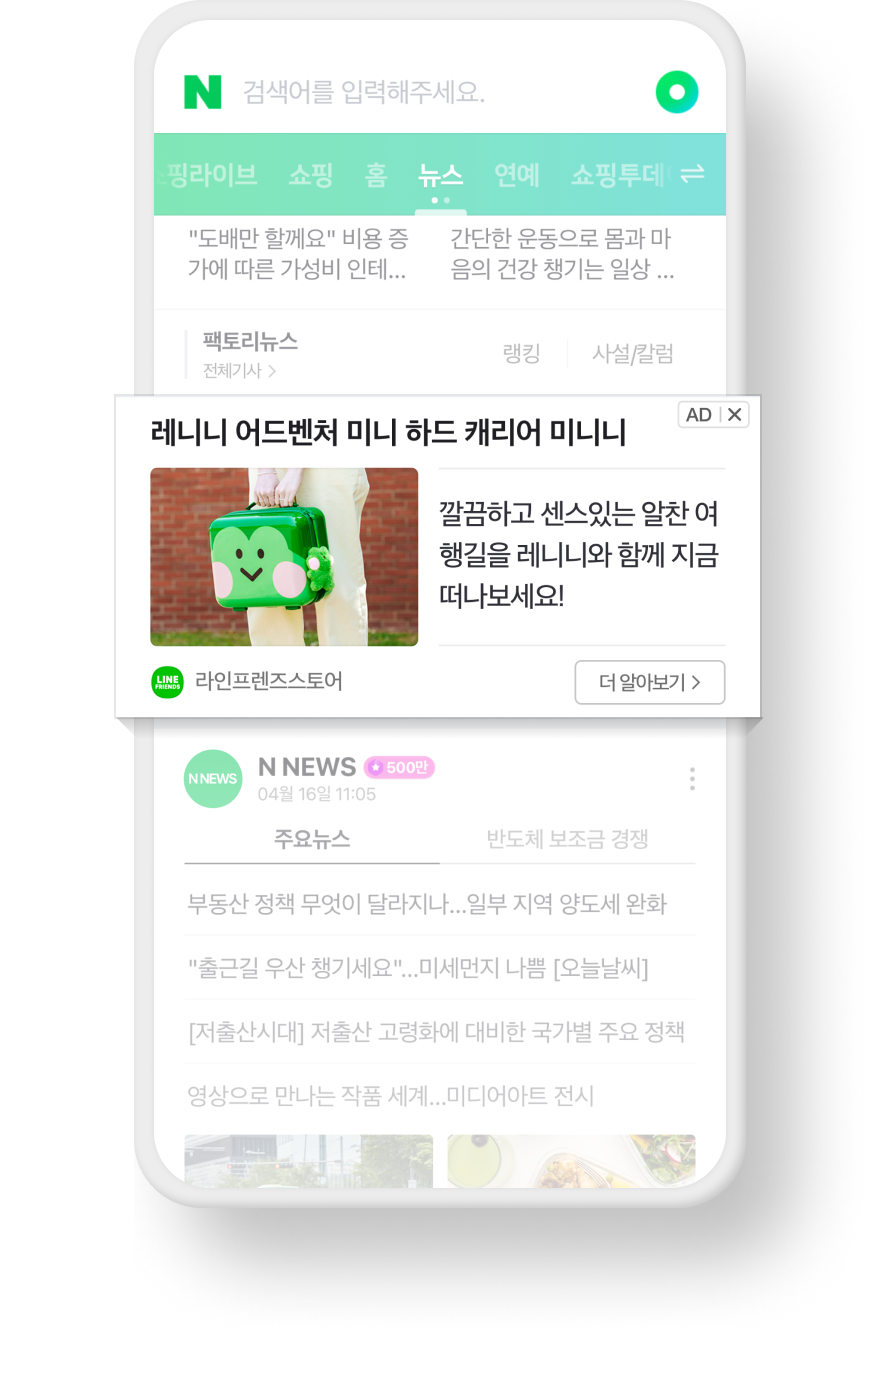 N 검색어를 입력해주세요.
핑라이브 쇼핑 홈 뉴스 연예 쇼핑투데
"도배만 할께요" 비용 증
가에 따른 가성비 인테...
간단한 운동으로 몸과 마
음의 건강 챙기는 일상 ...
팩토리뉴스
전체기사 >
랭킹
사설/칼럼
AD
레니니 어드벤처 미니 하드 캐리어 미니니
깔끔하고 센스있는 알찬 여
행길을 레니니와 함께 지금
떠나보세요!
LINE
FRIENDS
라인프렌즈스토어
더 알아보기 >
N NEWS
N NEWS 500만
04월 16일 11:05
주요뉴스
반도체 보조금 경쟁
부동산 정책 무엇이 달라지나...일부 지역 양도세 완화
"출근길 우산 챙기세요"...미세먼지 나쁨 [오늘날씨]
[저출산시대] 저출산 고령화에 대비한 국가별 주요 정책
영상으로 만나는 작품 세계...미디어아트 전시